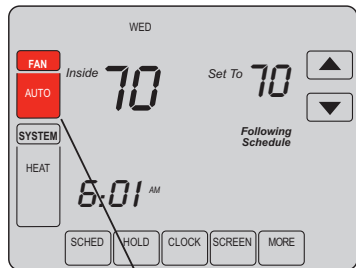 WED
FAN
AUTO
Inside 70
Set To 70
Following
Schedule
SYSTEM
HEAT
6:01 AM
SCHED HOLD CLOCK SCREEN MORE